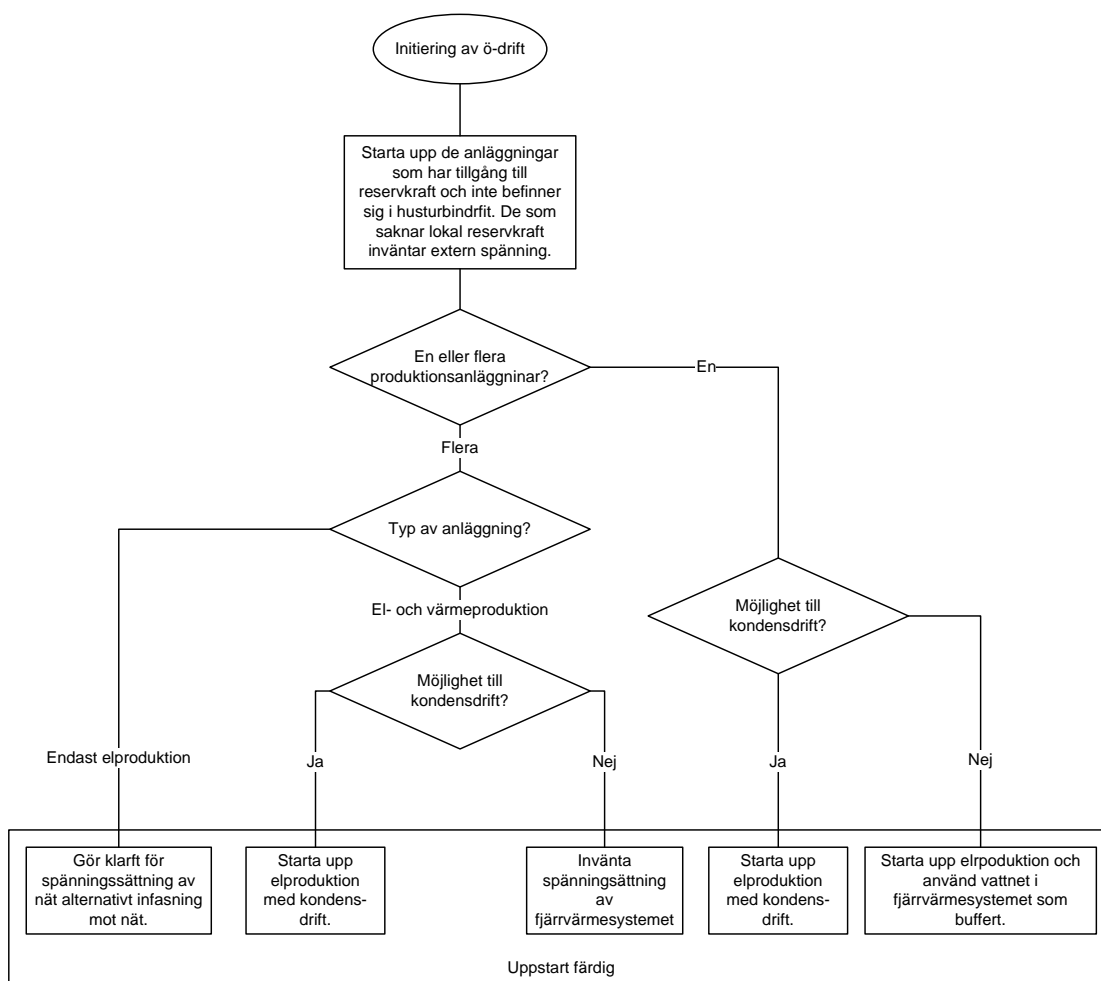 Initiering av ö-drift
Starta upp de anläggningar
som har tillgång till
reservkraft och inte befinner
sig i husturbindrfit. De som
saknar lokal reservkraft
inväntar extern spänning.
En eller flera
produktionsanläggninar?
En
Flera
Typ av anläggning?
El- och värmeproduktion
Möjlighet till
kondensdrift?
Möjlighet till
kondensdrift?
Endast elproduktion
Ja
Nej
Ja
Nej
Gör klarft för
spänningssättning av
nät alternativt infasning
mot nät.
Starta upp
elproduktion
med kondens-
drift.
Invänta
spänningsättning
av
fjärrvärmesystemet
Starta upp
elproduktion
med kondens-
drift.
Starta upp elrpoduktion och
använd vattnet i
fjärrvärmesystemet som
buffert.
Uppstart färdig